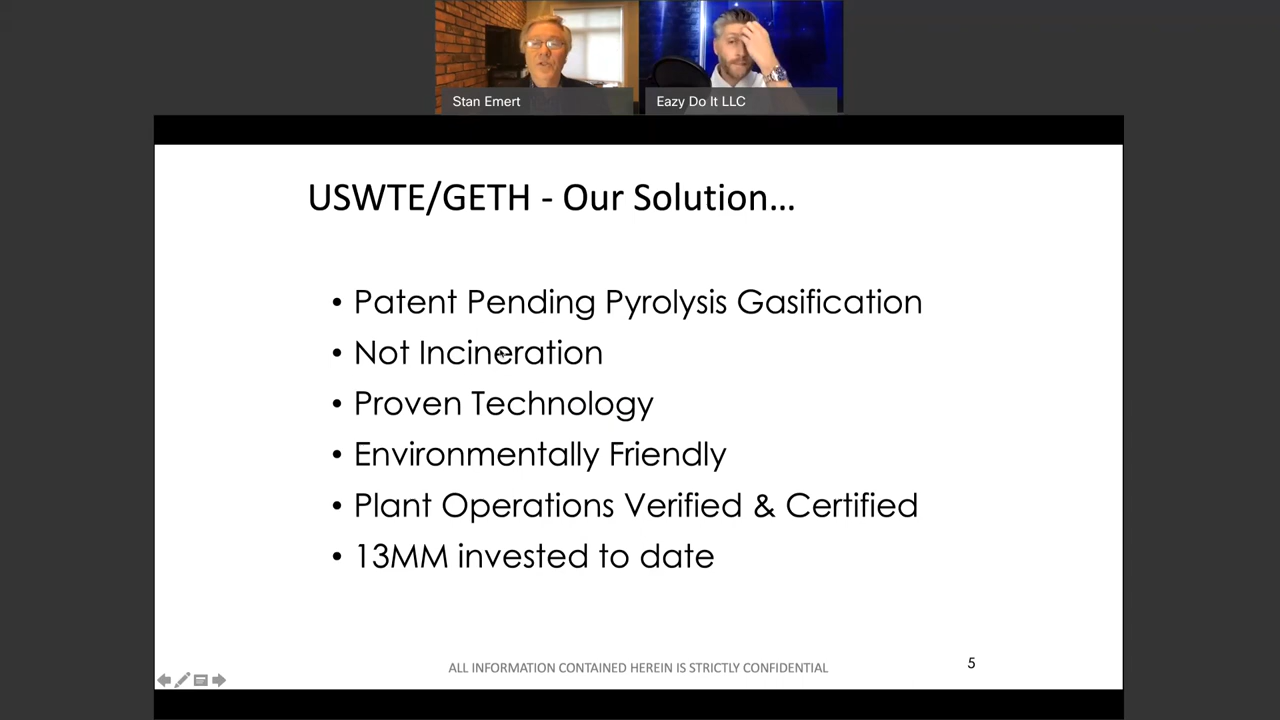 Stan Emert
Eazy Do It LLC
USWTE/GETH - Our Solution...
• Patent Pending Pyrolysis Gasification
• Not Incineration
• Proven Technology
• Environmentally Friendly
• Plant Operations Verified & Certified
• 13MM invested to date
ALL INFORMATION CONTAINED HEREIN IS STRICTLY CONFIDENTIAL
5